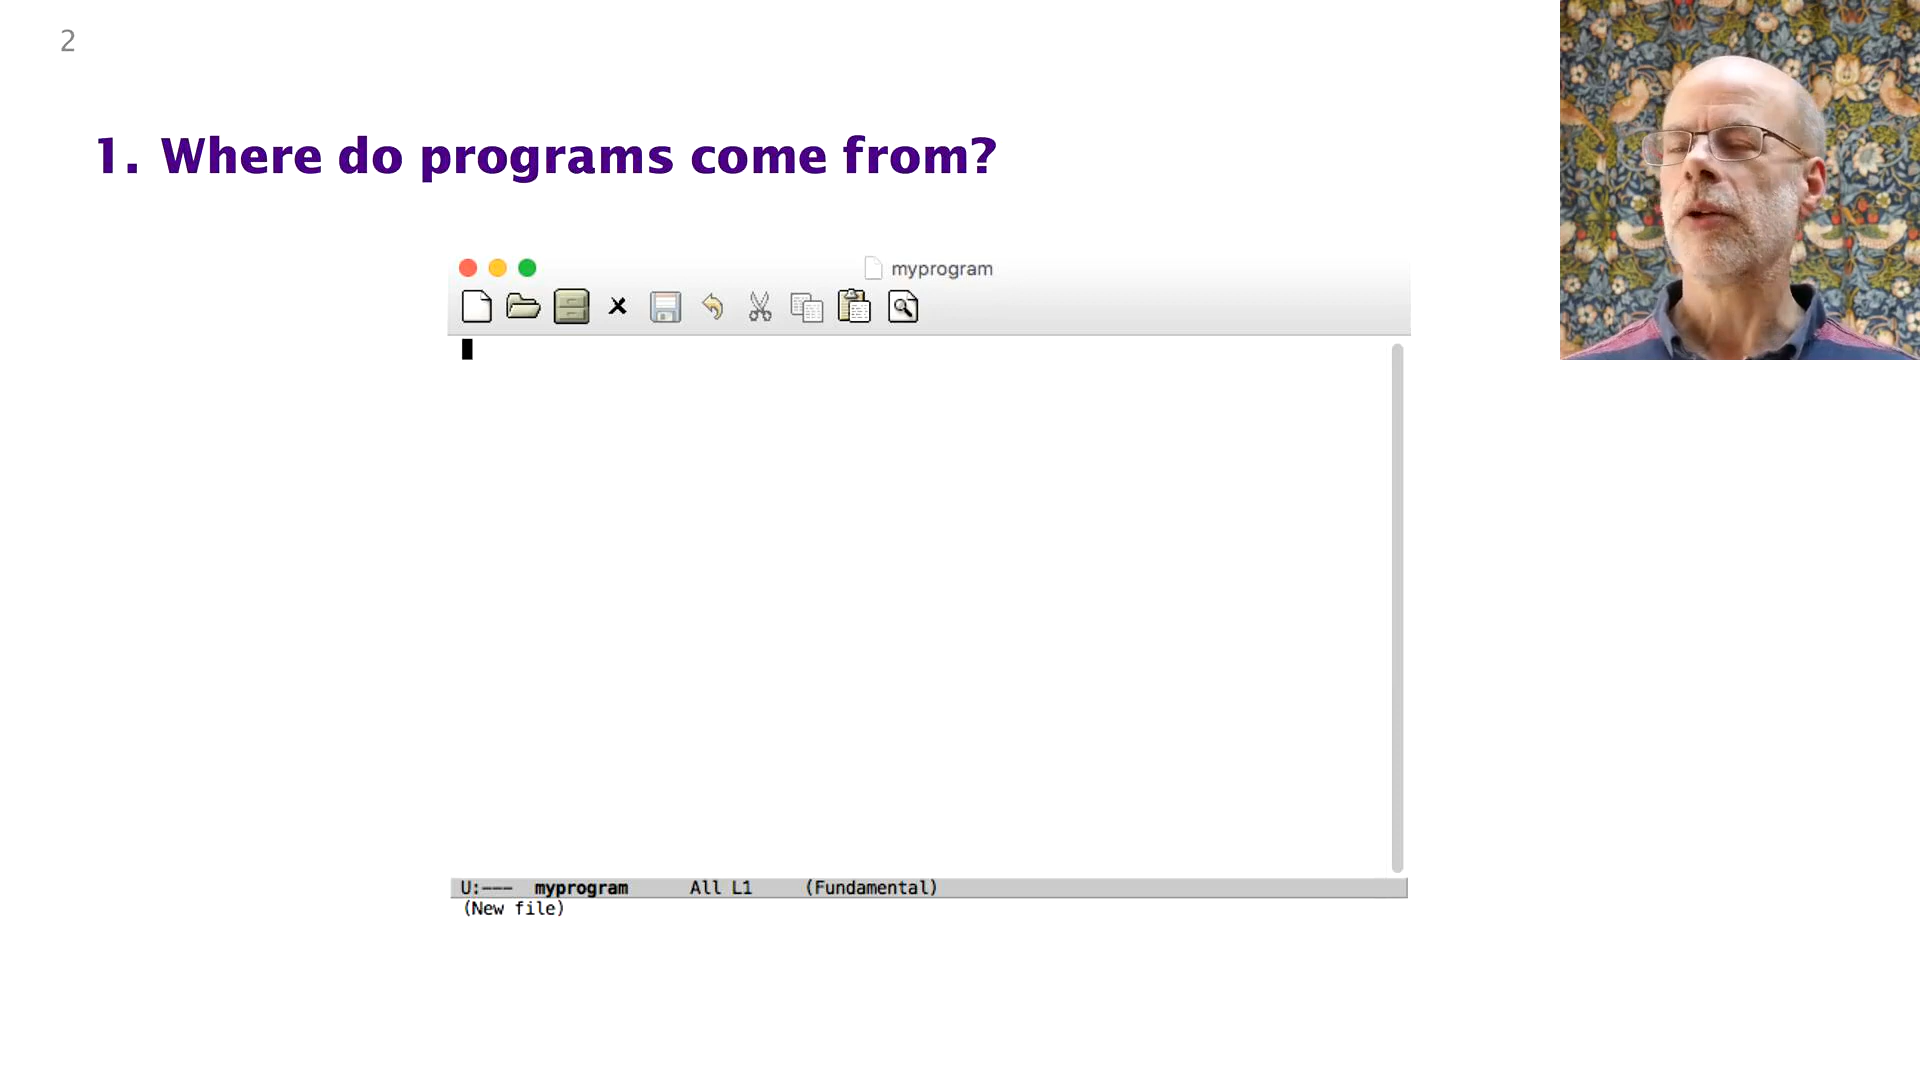 2
1. Where do programs come from?
myprogram
U:--- myprogram All L1 (Fundamental)
(New file)